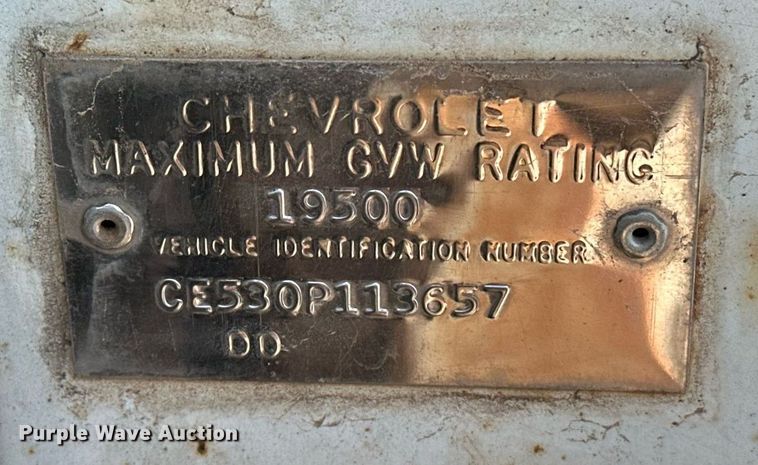 CHEVROLET
MAXIMUM GVW RATING
19500
VEHICLE IDENTIFICATION NUMBER
CE530P113657
DO
Purple Wave Auction